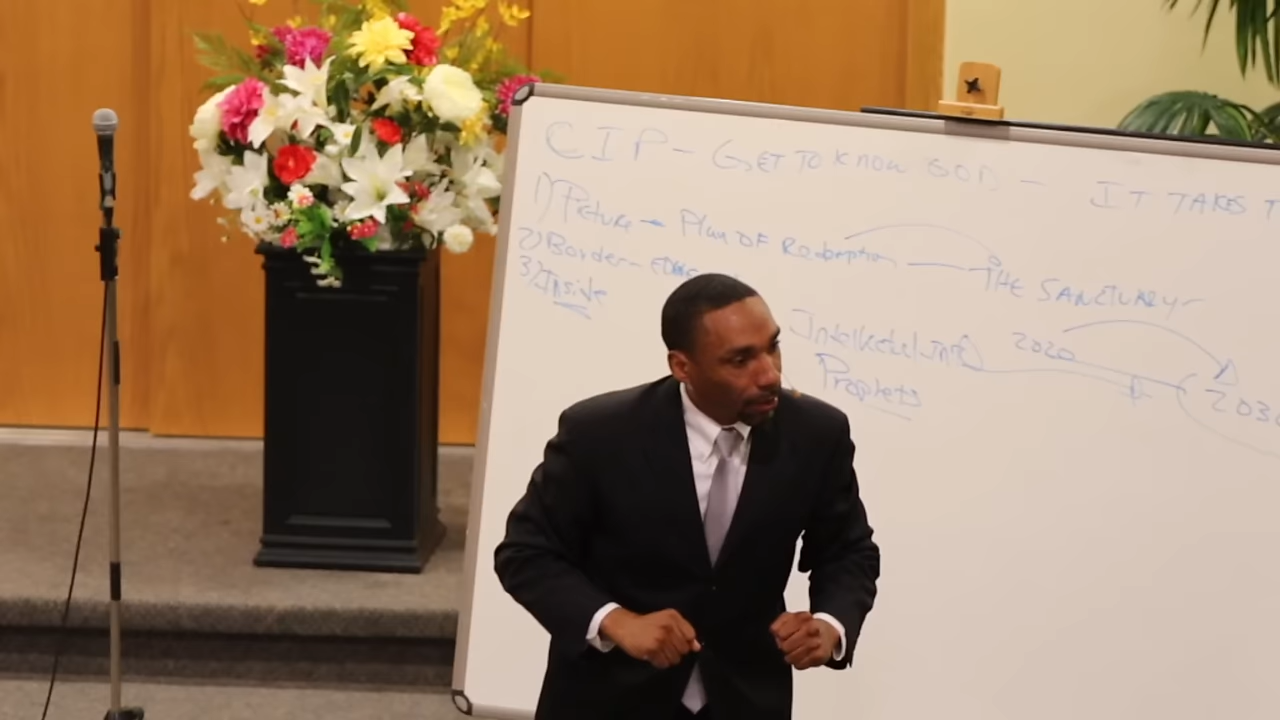 CIP - GET TO KNOW GOD - IT TAKES T
1) Picture - Plan OF Redemption - THE SANCTUARY -
2) Border -
3) Inside
2020
203
Prophets